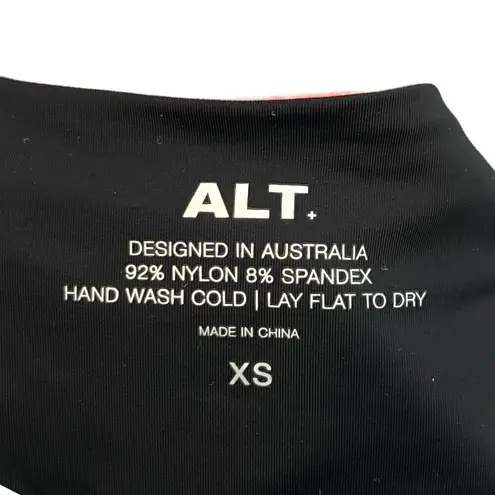 ALT.+
DESIGNED IN AUSTRALIA
92% NYLON 8% SPANDEX
HAND WASH COLD | LAY FLAT TO DRY
MADE IN CHINA
XS